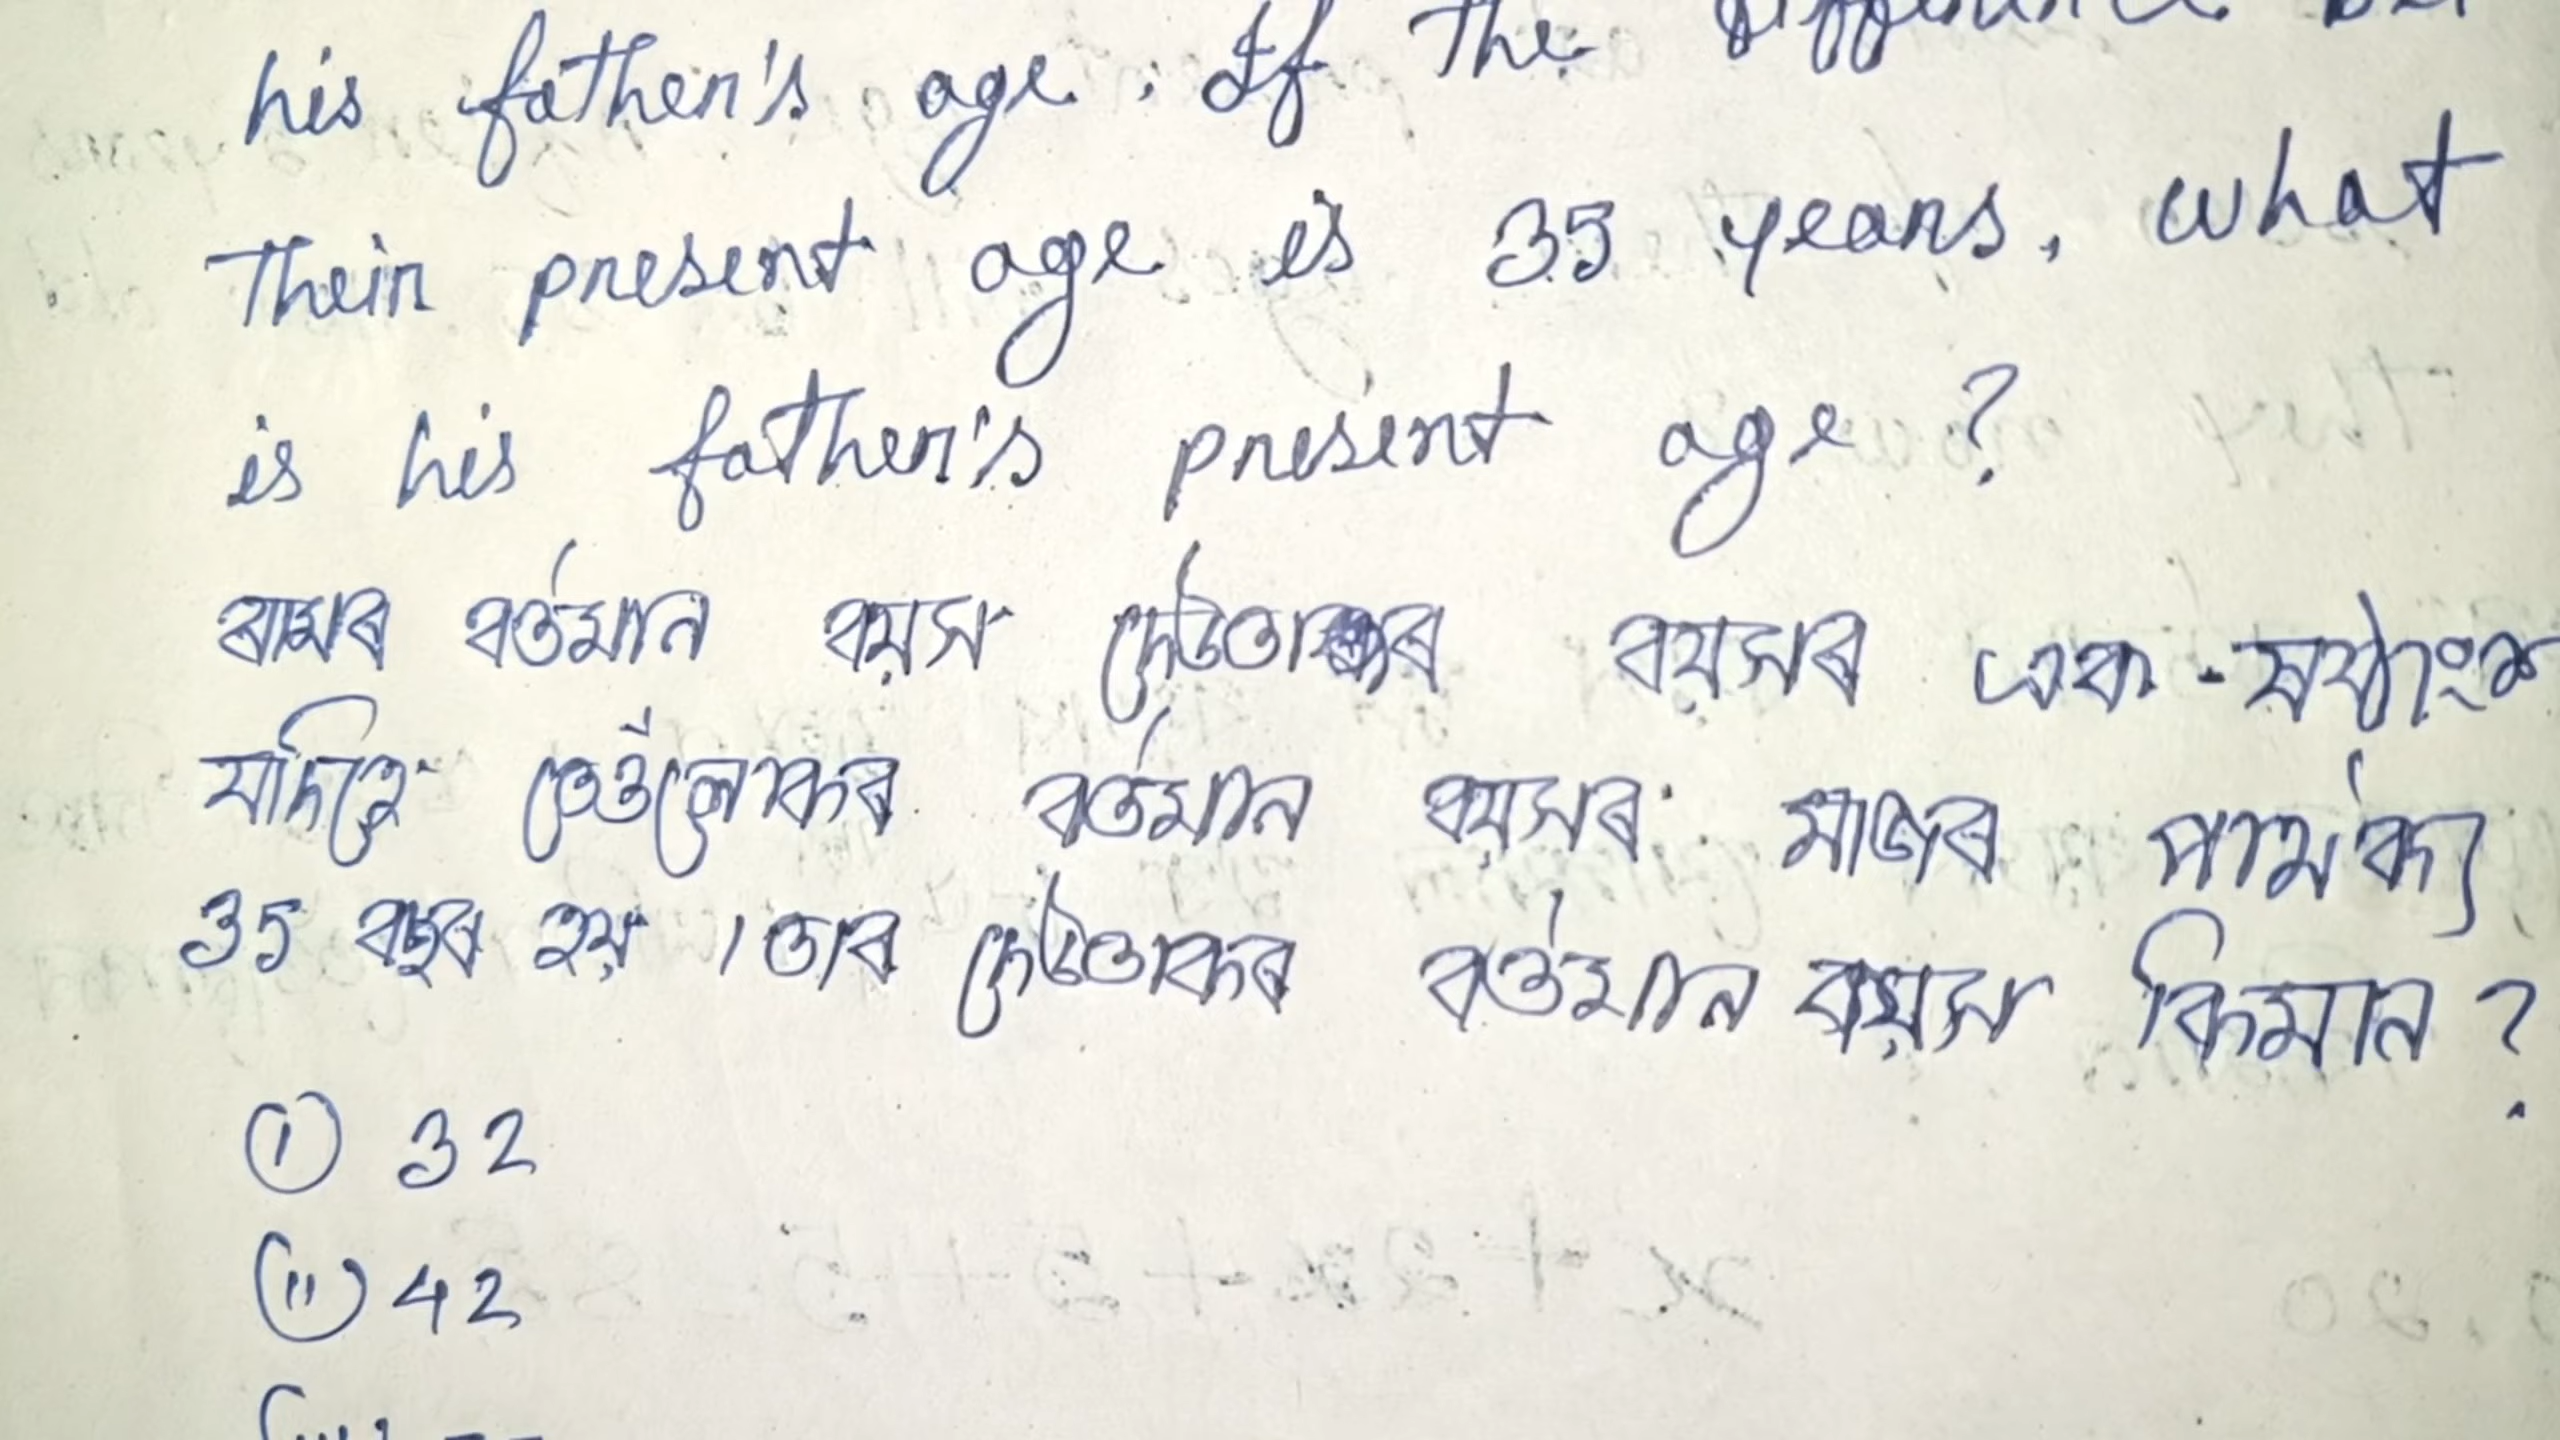 his father's age. If the difference
their present age is 35 years, what
is his father's present age ?
ৰামৰ বৰ্তমান বয়স দেউতাকৰ বয়সৰ এক-ষষ্ঠাংশ
যদিহে তেওঁলোকৰ বৰ্তমান বয়সৰ মাজৰ পাৰ্থক্য
35 বছৰ হয় । তাৰ দেউতাকৰ বৰ্তমান বয়স কিমান ?
(i) 32
(ii) 42